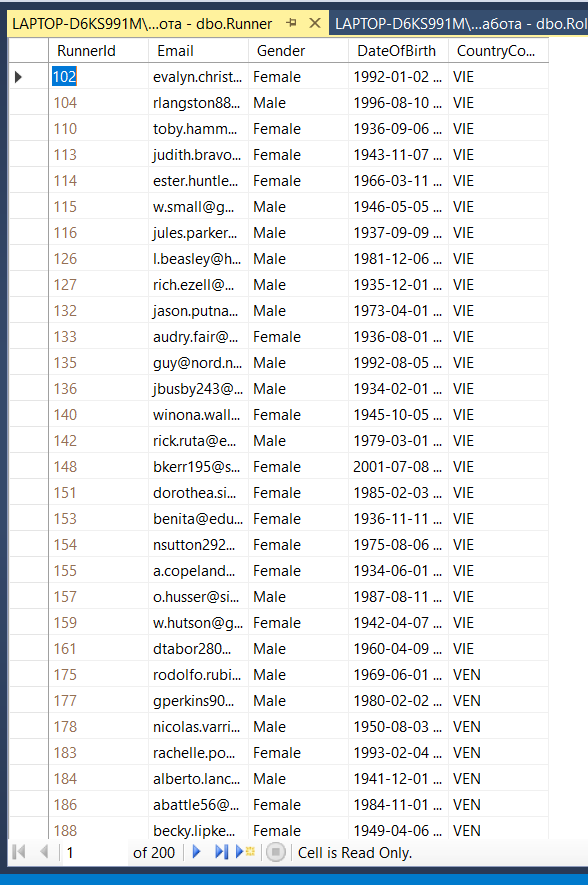 LAPTOP-D6KS991M\...ота - dbo.Runner LAPTOP-D6KS991M\...абота - dbo.Rol
RunnerId Email Gender DateOfBirth CountryCo...
102 evalyn.christ... Female 1992-01-02 ... VIE
104 rlangston88... Male 1996-08-10 ... VIE
110 toby.hamm... Female 1936-09-06 ... VIE
113 judith.bravo... Female 1943-11-07 ... VIE
114 ester.huntle... Female 1966-03-11 ... VIE
115 w.small@g... Male 1946-05-05 ... VIE
116 jules.parker... Male 1937-09-09 ... VIE
126 l.beasley@h... Male 1981-12-06 ... VIE
127 rich.ezell@... Male 1935-12-01 ... VIE
132 jason.putna... Male 1973-04-01 ... VIE
133 audry.fair@... Female 1936-08-01 ... VIE
135 guy@nord.n... Male 1992-08-05 ... VIE
136 jbusby243@... Male 1934-02-01 ... VIE
140 winona.wall... Female 1945-10-05 ... VIE
142 rick.ruta@e... Male 1979-03-01 ... VIE
148 bkerr195@s... Female 2001-07-08 ... VIE
151 dorothea.si... Female 1985-02-03 ... VIE
153 benita@edu... Female 1936-11-11 ... VIE
154 nsutton292... Female 1975-08-06 ... VIE
155 a.copeland... Female 1934-06-01 ... VIE
157 o.husser@si... Male 1987-08-11 ... VIE
159 w.hutson@g... Female 1942-04-07 ... VIE
161 dtabor280... Male 1960-04-09 ... VIE
175 rodolfo.rubi... Male 1969-06-01 ... VEN
177 gperkins90... Male 1980-02-02 ... VEN
178 nicolas.varri... Male 1950-08-03 ... VEN
183 rachelle.po... Female 1993-02-04 ... VEN
184 alberto.lanc... Male 1941-12-01 ... VEN
186 abattle56@... Female 1984-11-01 ... VEN
188 becky.lipke... Female 1949-04-06 ... VEN
1 of 200 Cell is Read Only.